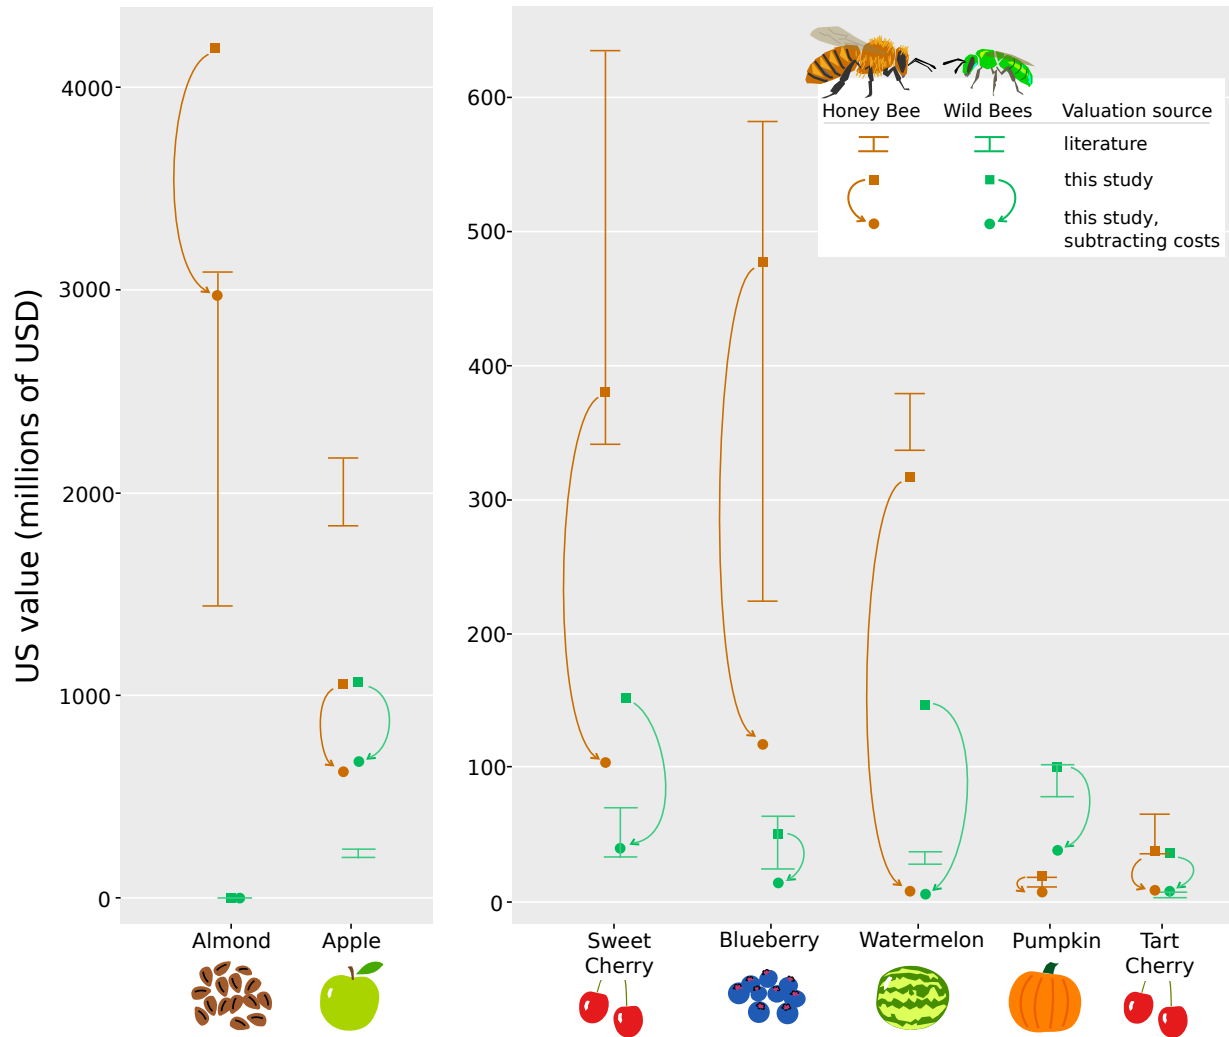 US value (millions of USD)
4000
3000
2000
1000
0
600
500
400
300
200
100
0
Honey Bee Wild Bees Valuation source
literature
this study
this study,
subtracting costs
Almond Apple
Sweet
Cherry
Blueberry Watermelon Pumpkin
Tart
Cherry